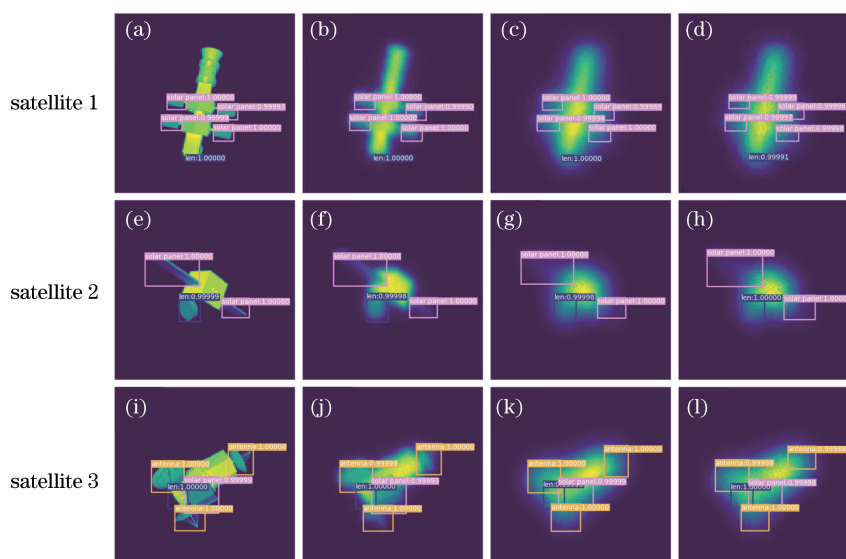 (a) (b) (c) (d)
satellite 1
solar panel:1.00000 solar panel:1.00000 solar panel:0.99999
solar panel:0.99993 solar panel:0.99990
solar panel:0.99999 solar panel:0.99994
solar panel:1.00000 solar panel:1.00000
len:1.00000 len:1.00000 len:1.00000 len:0.99991
(e) (f) (g) (h)
solar panel:1.00000 solar panel:1.00000 solar panel:1.00000 solar panel:1.00000
satellite 2
len:0.99999 len:0.99998 len:0.99998 len:1.00000
solar panel:1.00000 solar panel:1.00000 solar panel:1.00000 solar panel:1.00000
(i) (j) (k) (l)
antenna:1.00000 antenna:1.00000 antenna:1.00000
antenna:1.00000 antenna:0.99999 antenna:1.00000 antenna:0.99998
satellite 3
solar panel:0.99999 solar panel:0.99993 solar panel:0.99999
len:1.00000 len:1.00000 len:1.00000
antenna:1.00000 antenna:1.00000 antenna:1.00000 antenna:1.00000